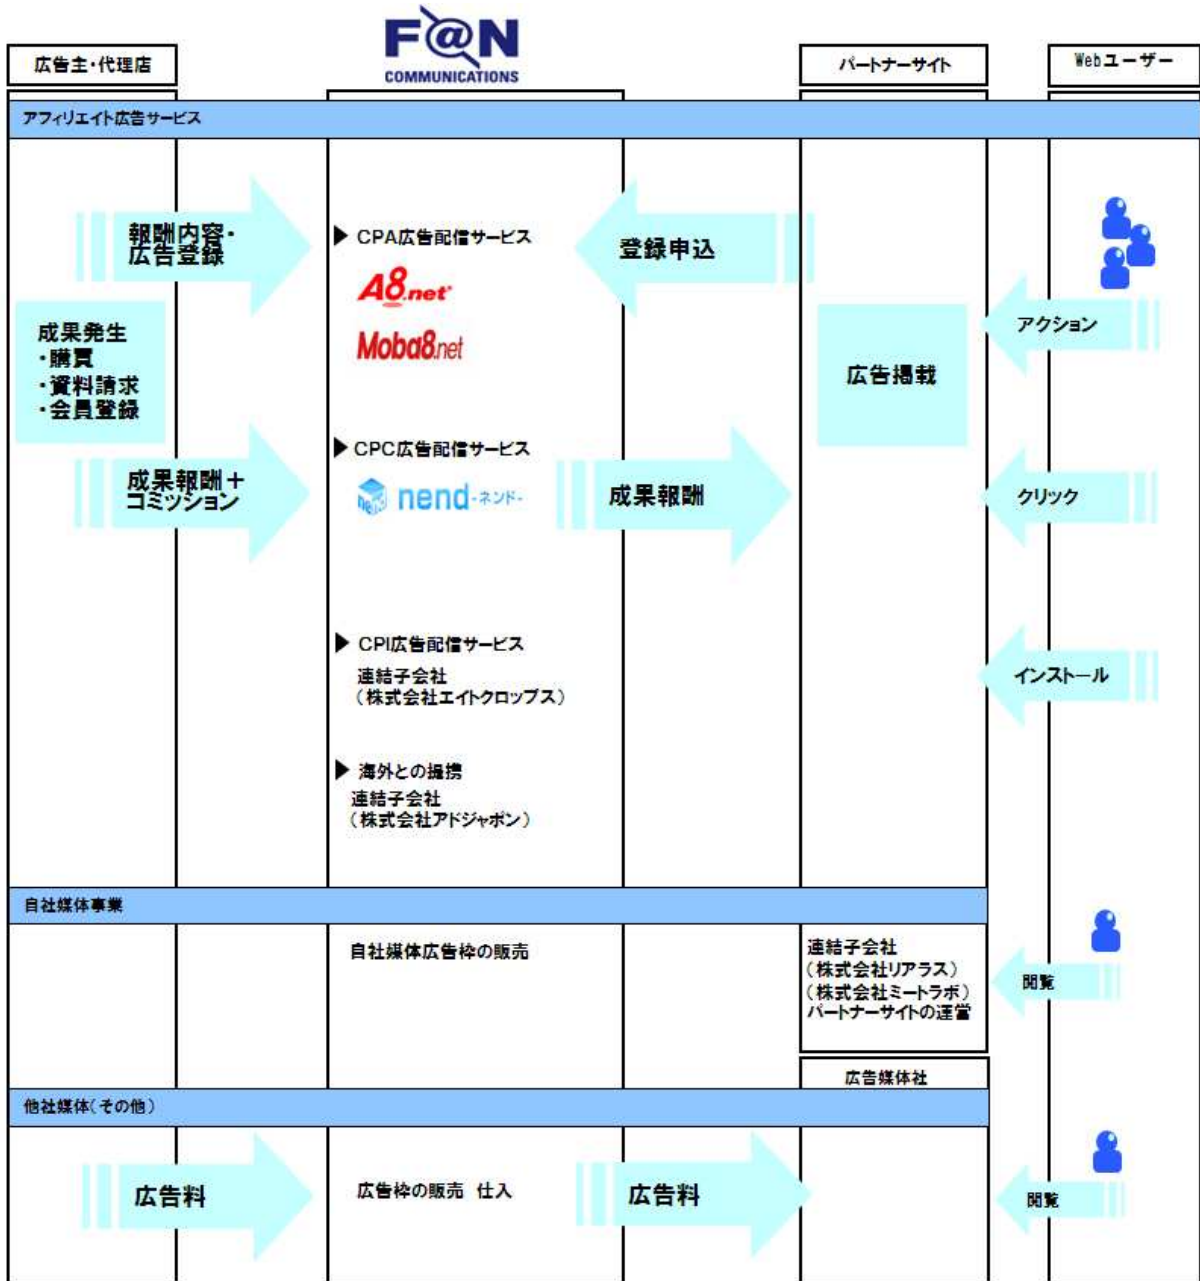 F@N
COMMUNICATIONS
広告主・代理店
パートナーサイト
Webユーザー
アフィリエイト広告サービス
報酬内容・
広告登録
▶ CPA広告配信サービス
登録申込
A8.net
Moba8.net
アクション
成果発生
・購買
・資料請求
・会員登録
広告掲載
▶ CPC広告配信サービス
成果報酬＋
コミッション
nend -ネンド-
成果報酬
クリック
▶ CPI広告配信サービス
連結子会社
（株式会社エイトクロップス）
インストール
▶ 海外との提携
連結子会社
（株式会社アドジャポン）
自社媒体事業
自社媒体広告枠の販売
連結子会社
（株式会社リアラス）
（株式会社ミートラボ）
パートナーサイトの運営
閲覧
広告媒体社
他社媒体（その他）
広告料
広告枠の販売 仕入
広告料
閲覧